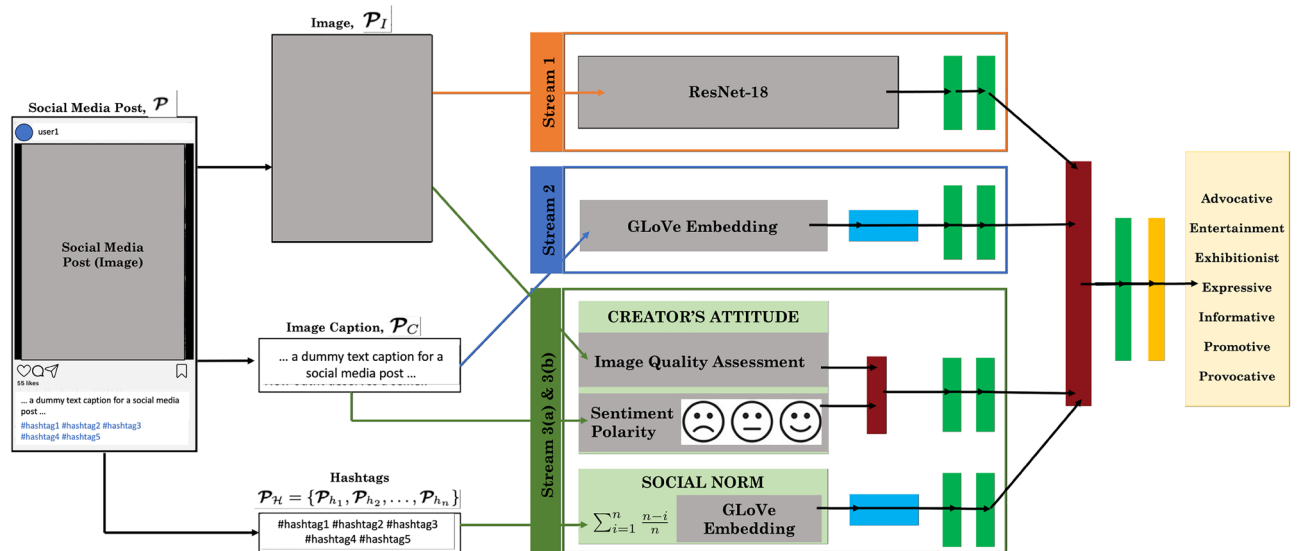 Social Media Post, 𝓟
user1
Social Media
Post (Image)
55 likes
... a dummy text caption for a social media
post ...
#hashtag1 #hashtag2 #hashtag3
#hashtag4 #hashtag5
Image, 𝓟_I
Image Caption, 𝓟_C
... a dummy text caption for a
social media post ...
Hashtags
𝓟_H = {𝓟_h₁, 𝓟_h₂, . . . , 𝓟_hₙ}
#hashtag1 #hashtag2 #hashtag3
#hashtag4 #hashtag5
Stream 1
ResNet-18
Stream 2
GLoVe Embedding
Stream 3(a) & 3(b)
CREATOR'S ATTITUDE
Image Quality Assessment
Sentiment
Polarity
SOCIAL NORM
∑_{i=1}^{n} (n−i)/n
GLoVe
Embedding
Advocative
Entertainment
Exhibitionist
Expressive
Informative
Promotive
Provocative